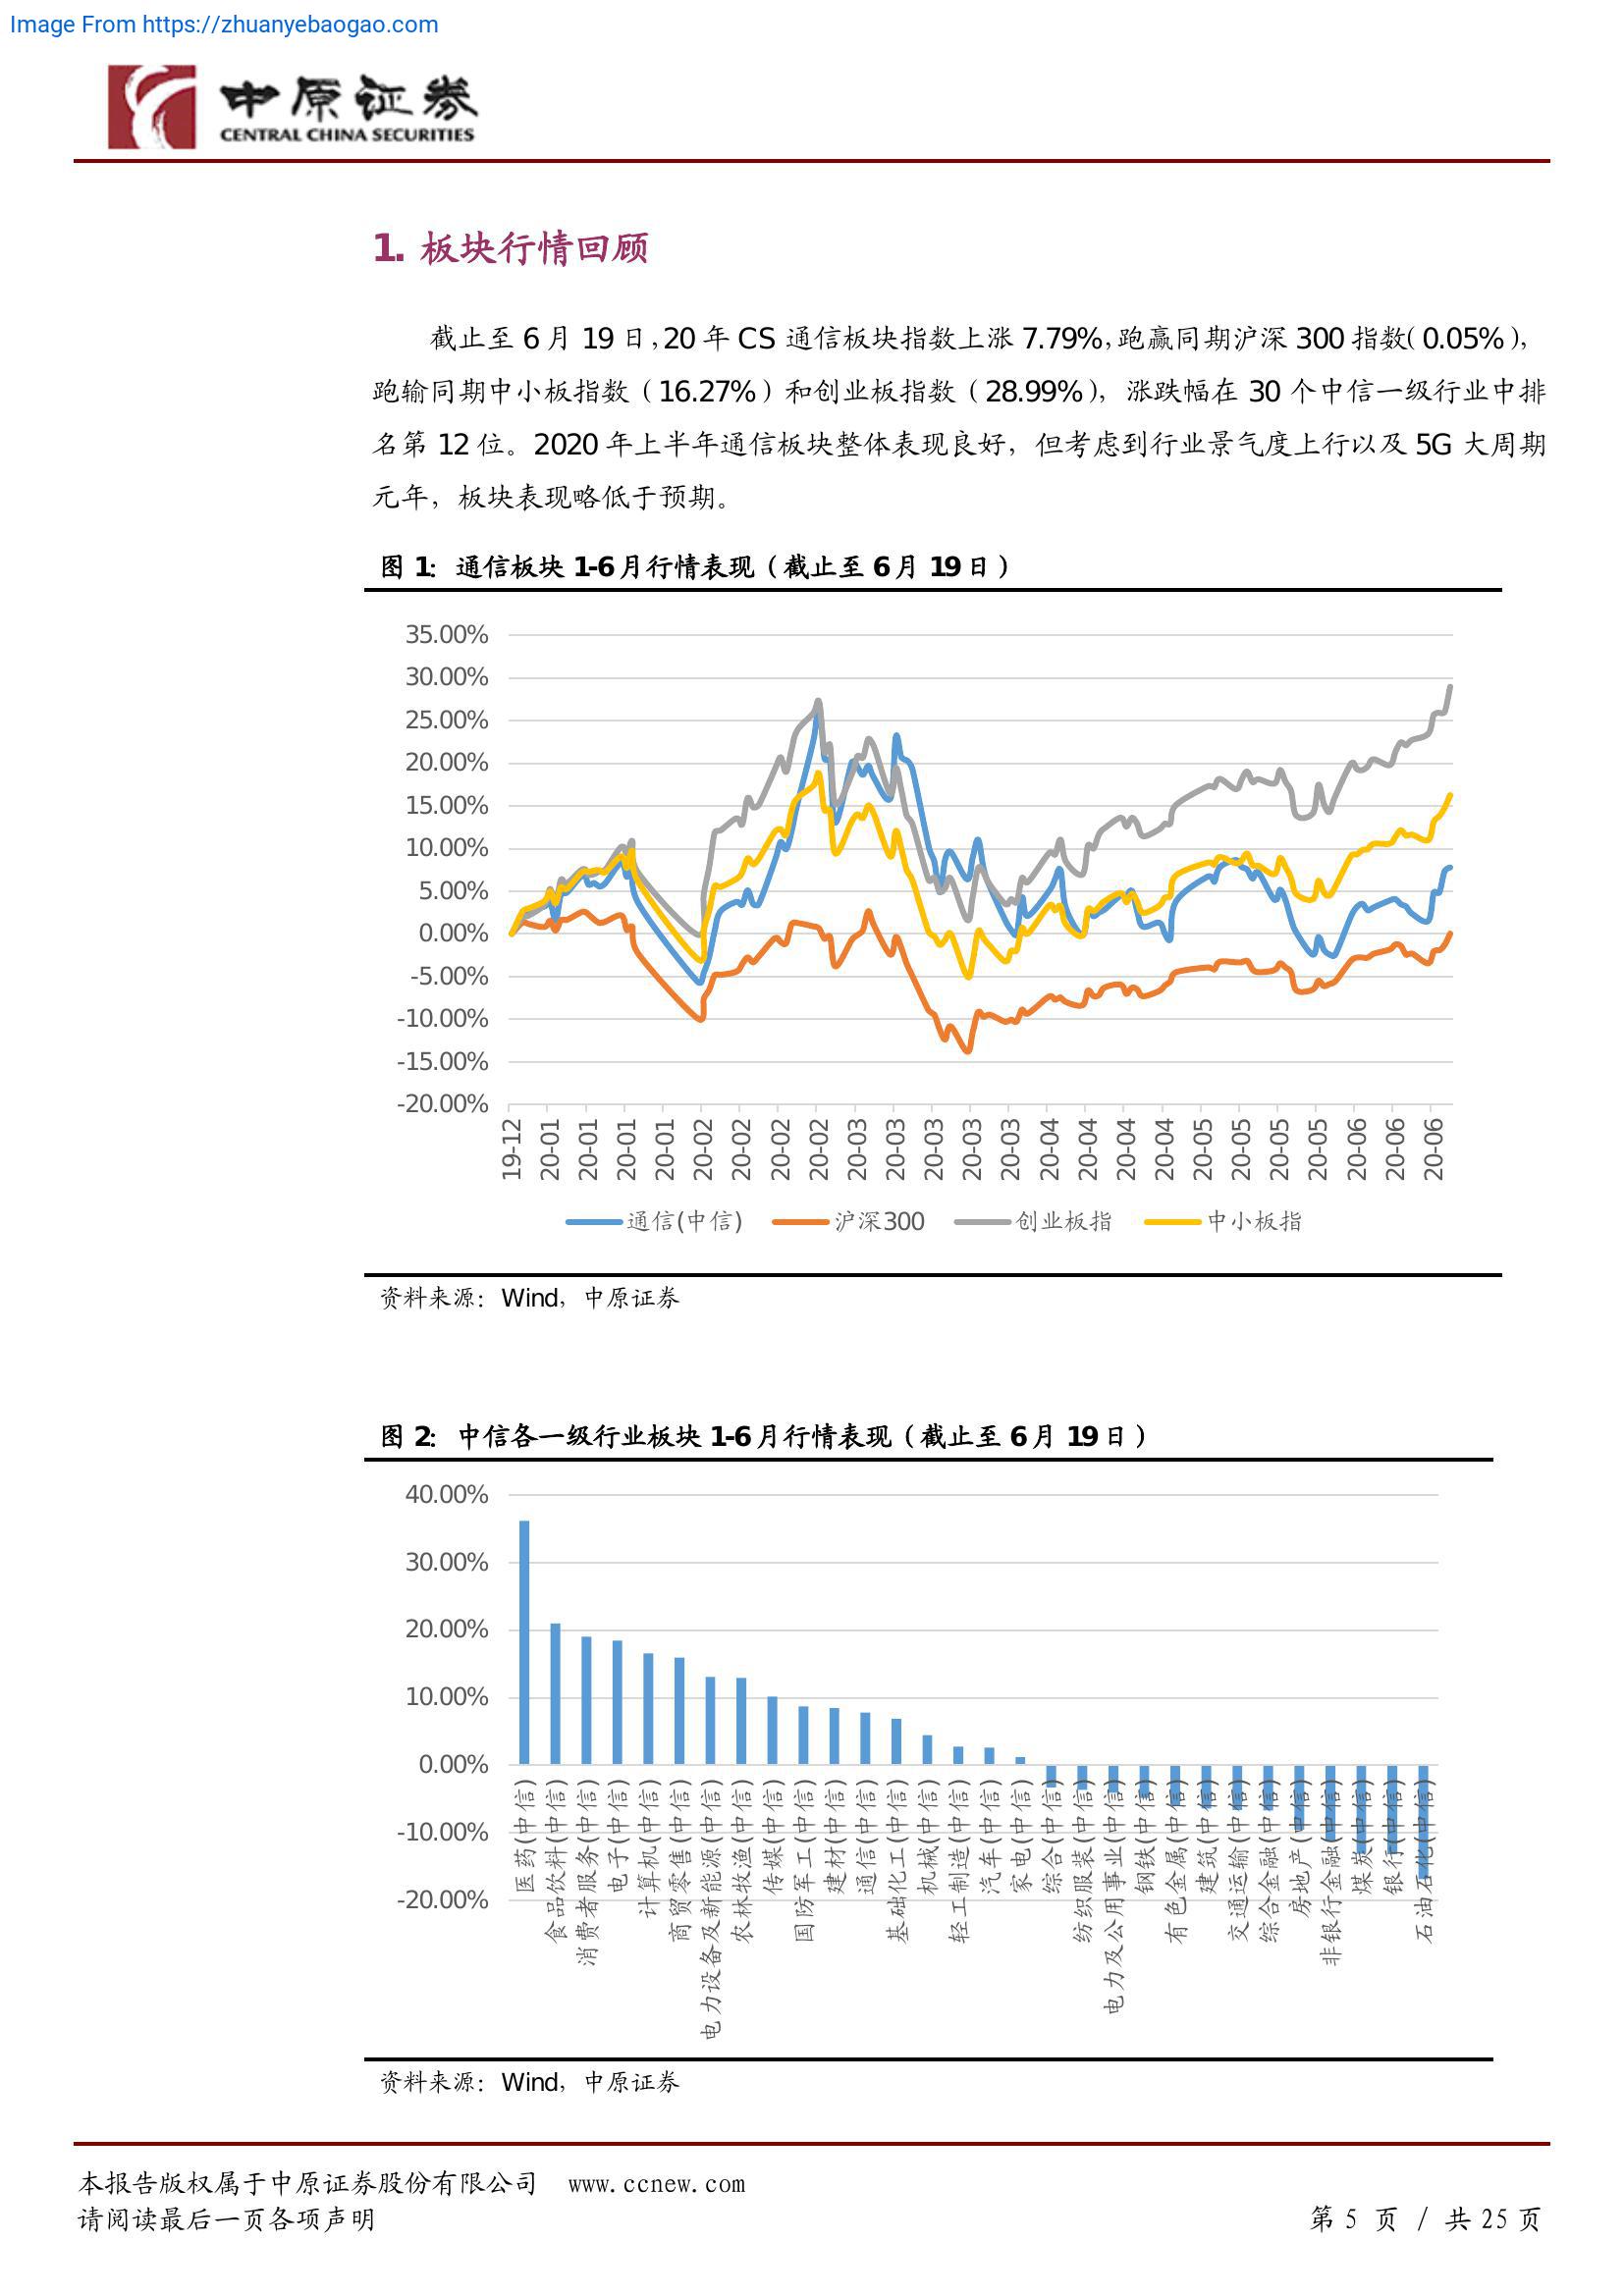 Image From https://zhuanyebaogao.com
中原证券
CENTRAL CHINA SECURITIES
1. 板块行情回顾
截止至 6 月 19 日，20 年 CS 通信板块指数上涨 7.79%，跑赢同期沪深 300 指数（0.05%），
跑输同期中小板指数（16.27%）和创业板指数（28.99%），涨跌幅在 30 个中信一级行业中排
名第 12 位。2020 年上半年通信板块整体表现良好，但考虑到行业景气度上行以及 5G 大周期
元年，板块表现略低于预期。
图 1：通信板块 1-6 月行情表现（截止至 6 月 19 日）
35.00%
30.00%
25.00%
20.00%
15.00%
10.00%
5.00%
0.00%
-5.00%
-10.00%
-15.00%
-20.00%
19-12
20-01
20-01
20-01
20-01
20-02
20-02
20-02
20-02
20-03
20-03
20-03
20-03
20-03
20-04
20-04
20-04
20-04
20-05
20-05
20-05
20-05
20-06
20-06
20-06
通信(中信) 沪深300 创业板指 中小板指
资料来源：Wind，中原证券
图 2：中信各一级行业板块 1-6 月行情表现（截止至 6 月 19 日）
40.00%
30.00%
20.00%
10.00%
0.00%
-10.00%
-20.00%
医药(中信)
食品饮料(中信)
消费者服务(中信)
电子(中信)
计算机(中信)
商贸零售(中信)
电力设备及新能源(中信)
农林牧渔(中信)
传媒(中信)
国防军工(中信)
建材(中信)
通信(中信)
基础化工(中信)
机械(中信)
轻工制造(中信)
汽车(中信)
家电(中信)
综合(中信)
纺织服装(中信)
电力及公用事业(中信)
钢铁(中信)
有色金属(中信)
建筑(中信)
交通运输(中信)
综合金融(中信)
房地产(中信)
非银行金融(中信)
煤炭(中信)
银行(中信)
石油石化(中信)
资料来源：Wind，中原证券
本报告版权属于中原证券股份有限公司 www.ccnew.com
请阅读最后一页各项声明
第 5 页 / 共 25 页